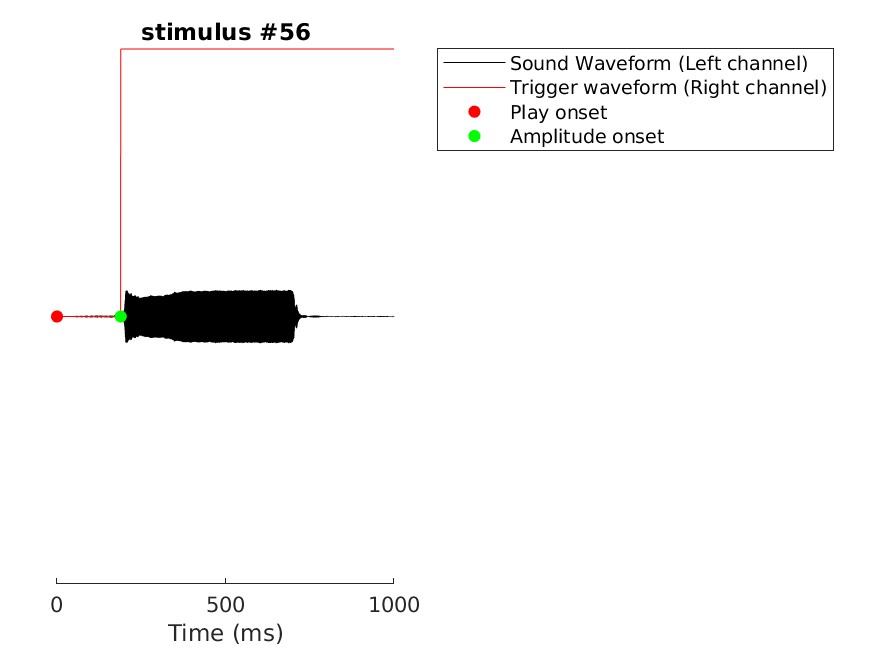 stimulus #56
Sound Waveform (Left channel)
Trigger waveform (Right channel)
Play onset
Amplitude onset
0 500 1000
Time (ms)